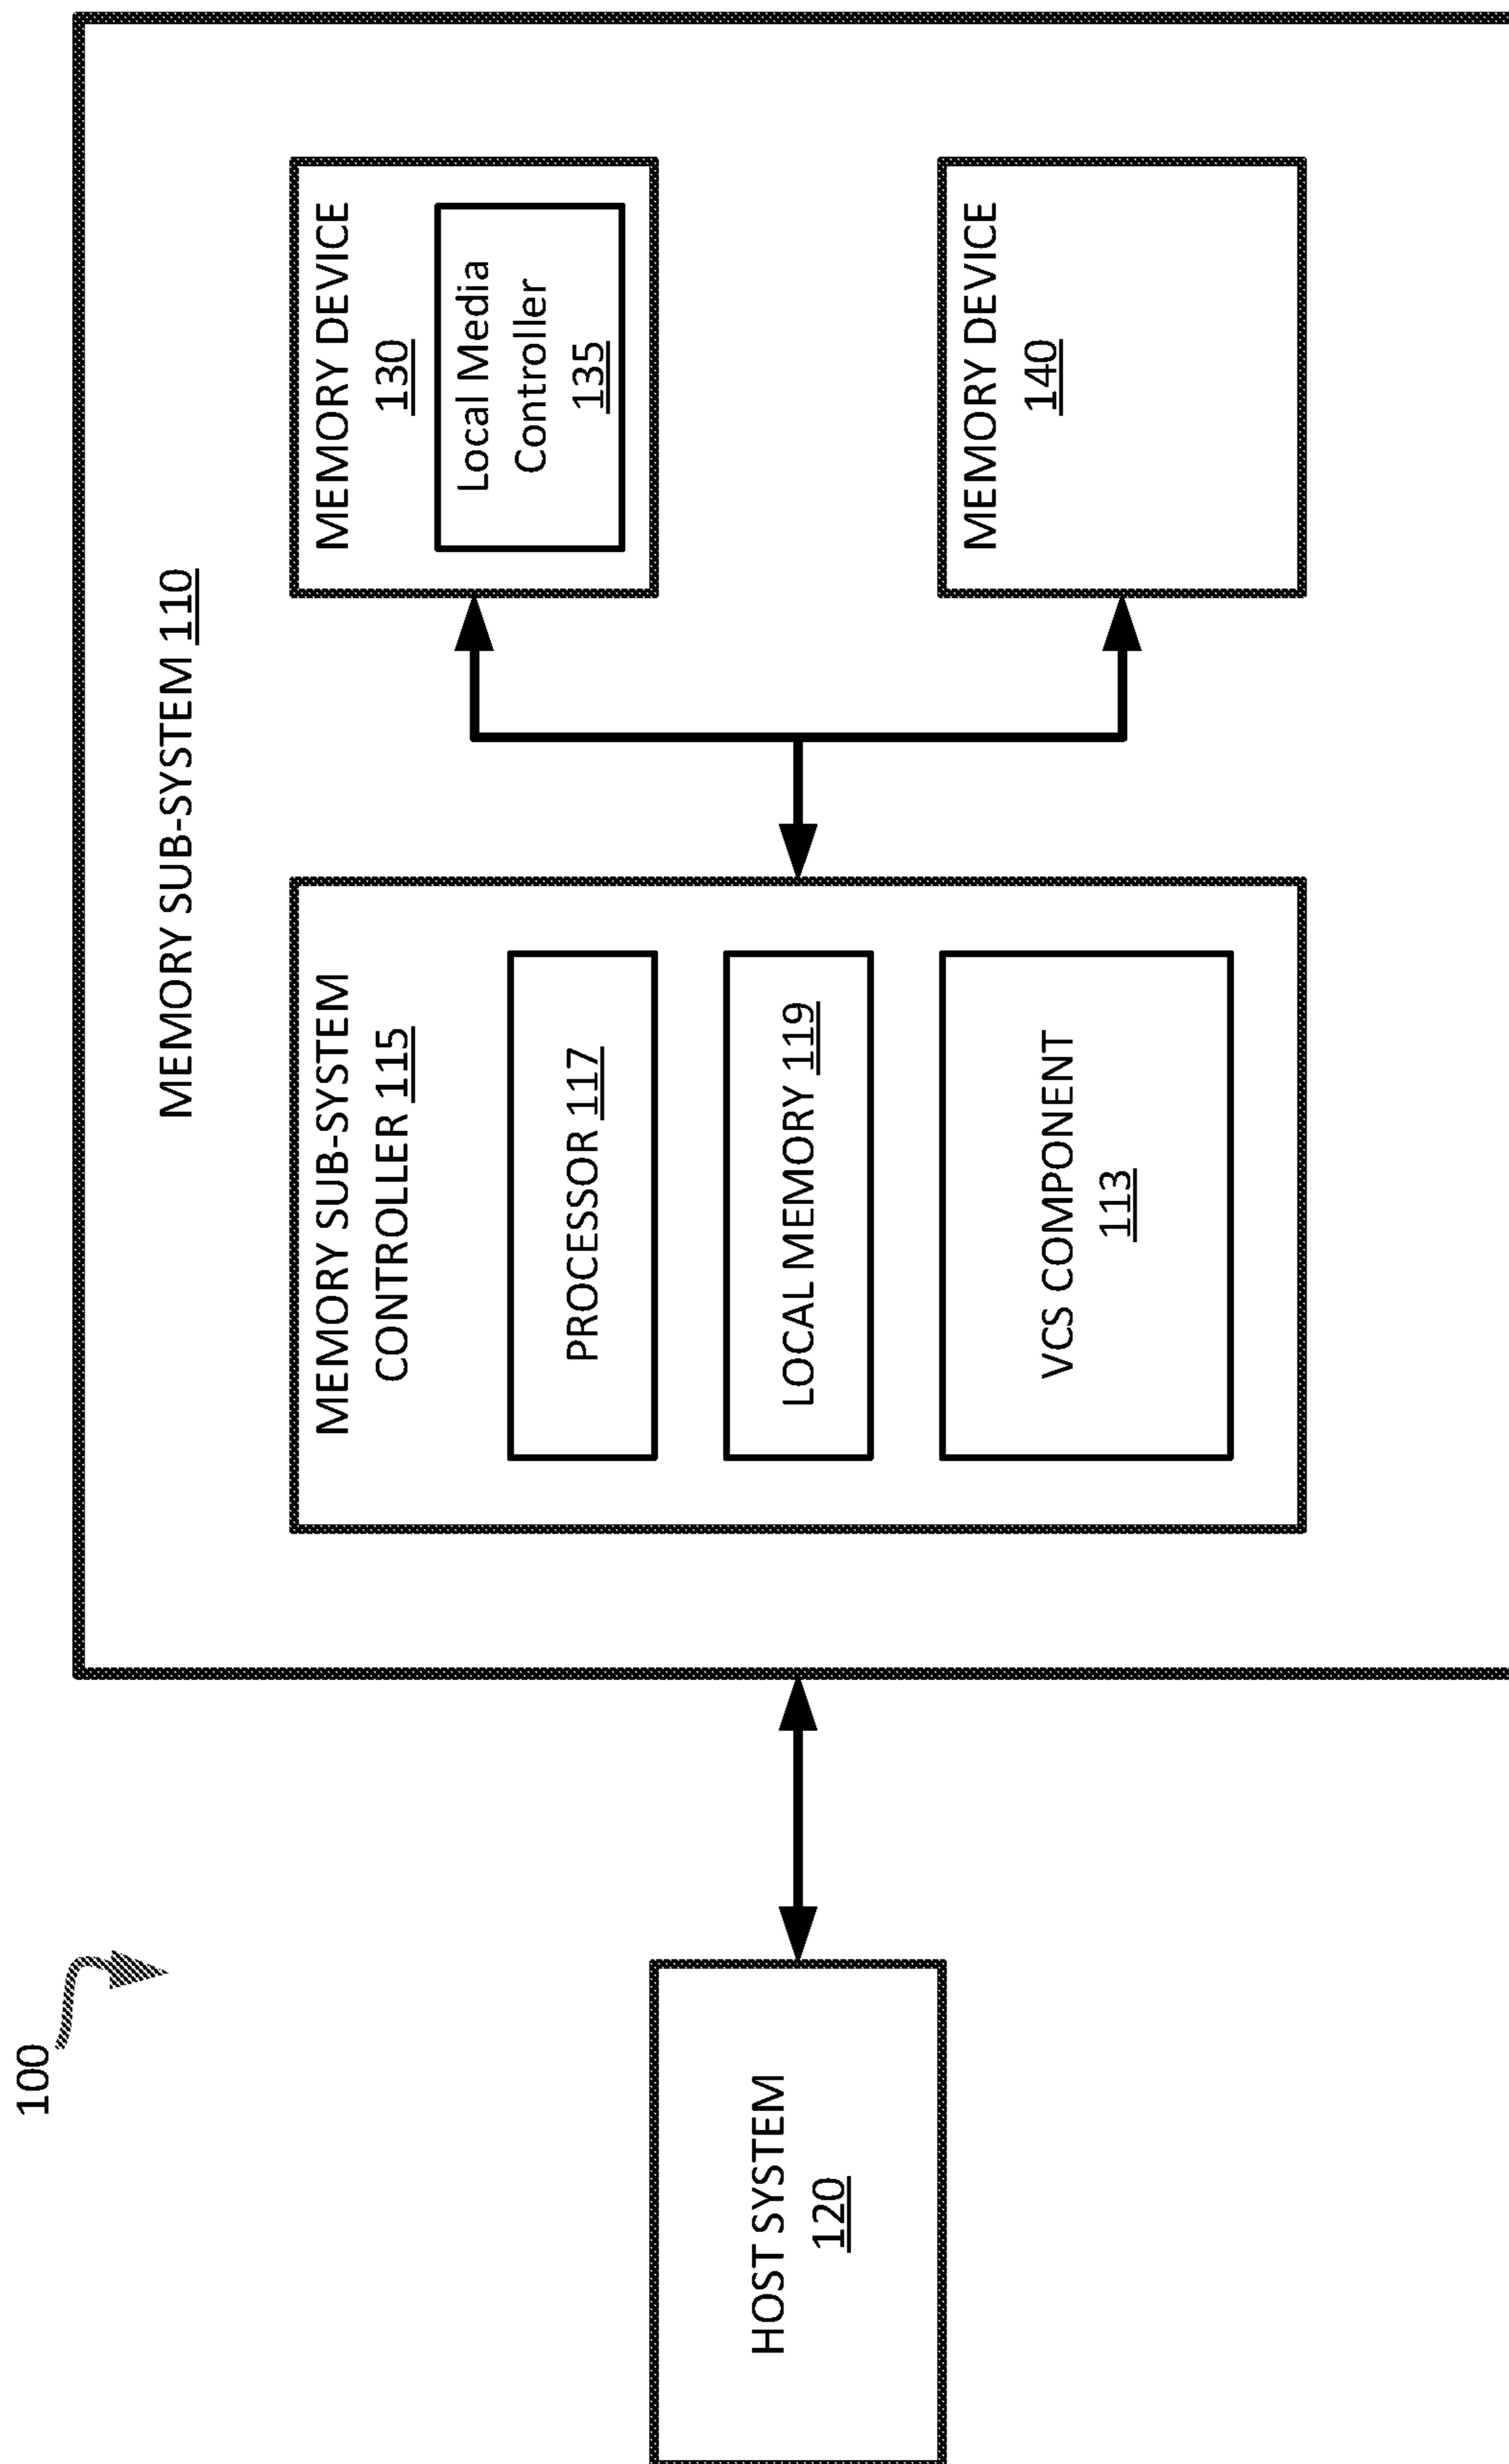 100
MEMORY SUB-SYSTEM 110
MEMORY SUB-SYSTEM
CONTROLLER 115
PROCESSOR 117
LOCAL MEMORY 119
VCS COMPONENT
113
MEMORY DEVICE
130
Local Media
Controller
135
MEMORY DEVICE
140
HOST SYSTEM
120